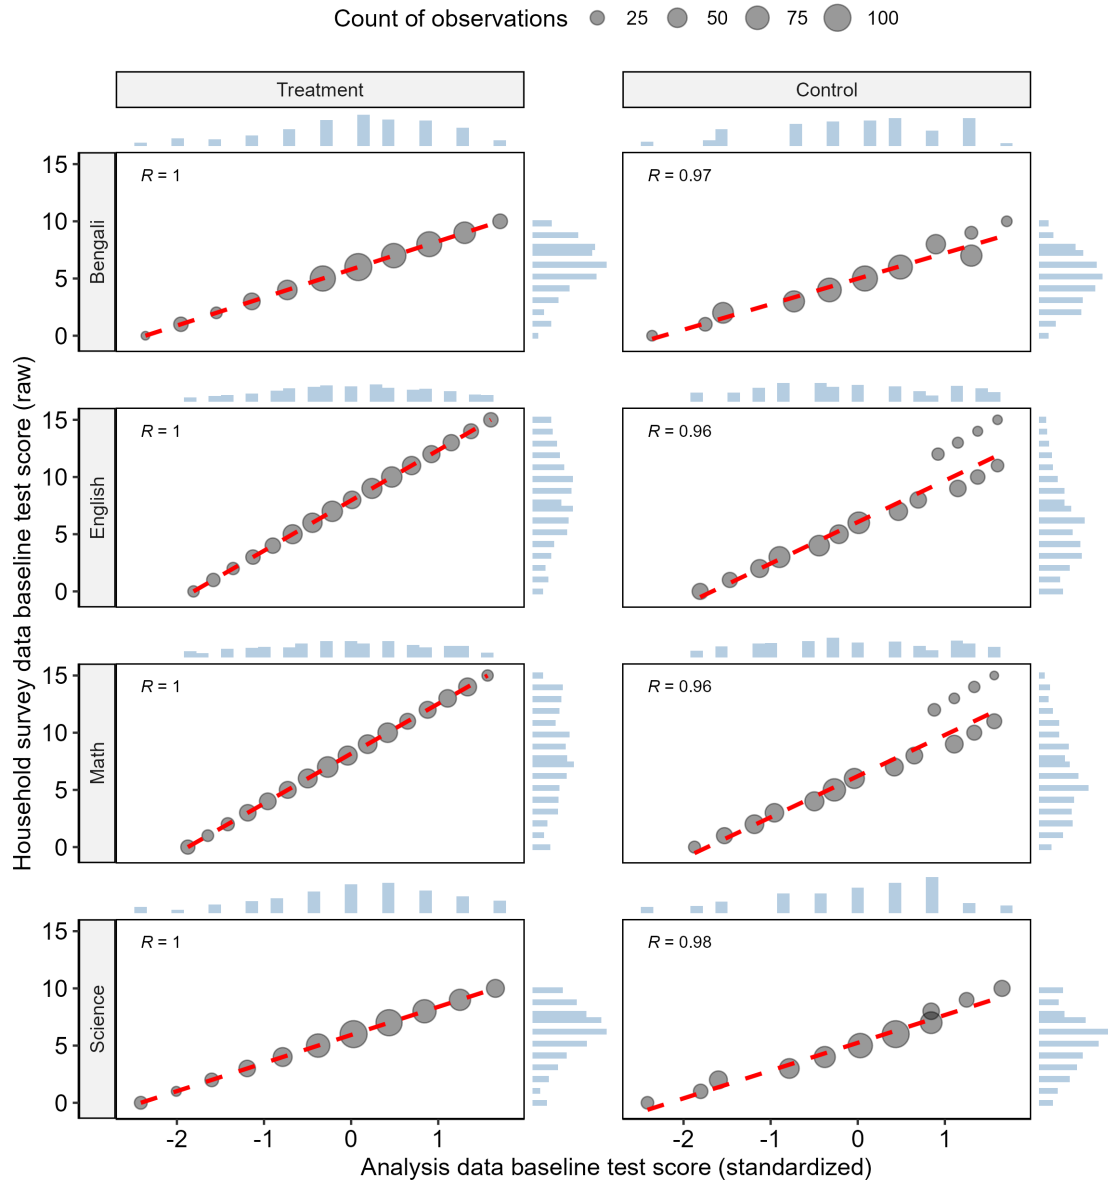 Count of observations 25 50 75 100
Treatment Control
Household survey data baseline test score (raw)
Bengali
15
10
5
0
R = 1
R = 0.97
English
15
10
5
0
R = 1
R = 0.96
Math
15
10
5
0
R = 1
R = 0.96
Science
15
10
5
0
R = 1
R = 0.98
-2 -1 0 1 -2 -1 0 1
Analysis data baseline test score (standardized)